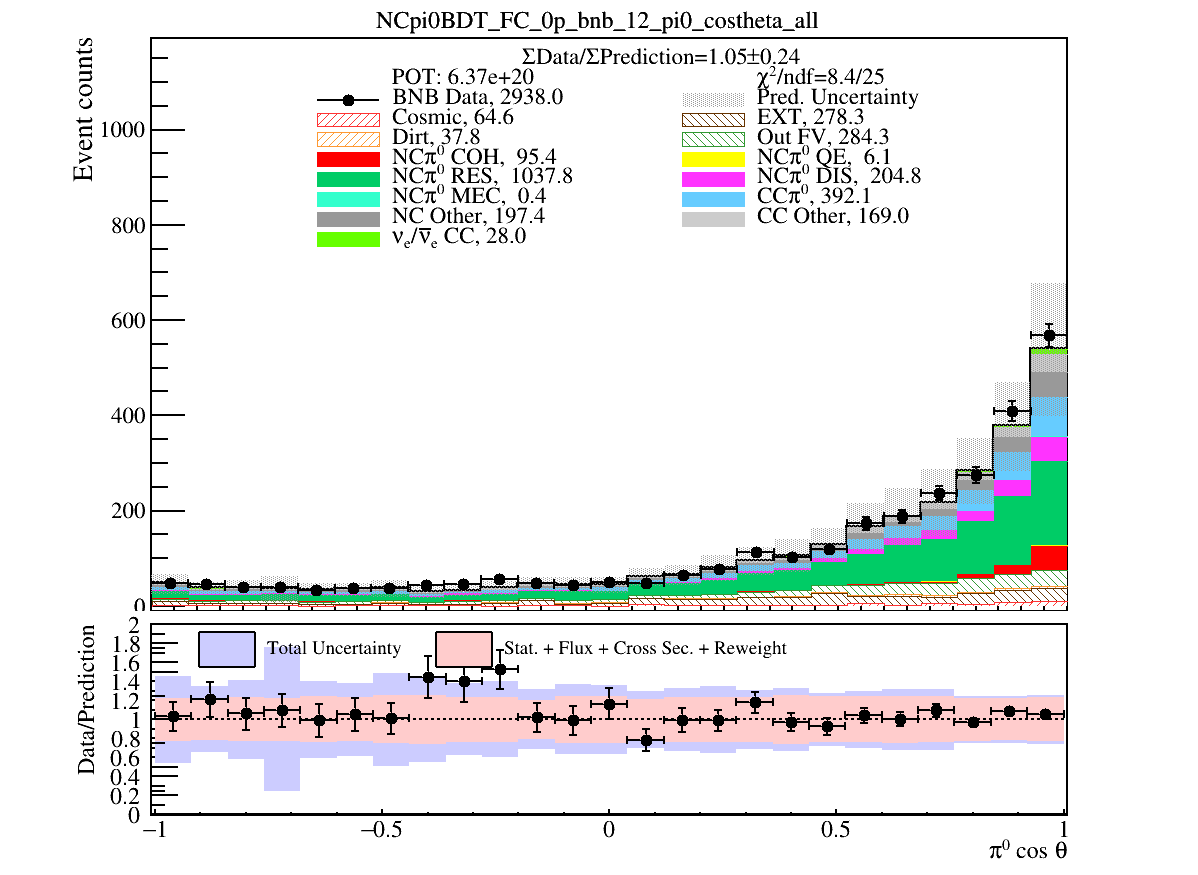 NCpi0BDT_FC_0p_bnb_12_pi0_costheta_all
ΣData/ΣPrediction=1.05±0.24
POT: 6.37e+20
χ²/ndf=8.4/25
BNB Data, 2938.0
Pred. Uncertainty
Cosmic, 64.6
EXT, 278.3
Dirt, 37.8
Out FV, 284.3
NCπ⁰ COH, 95.4
NCπ⁰ QE, 6.1
NCπ⁰ RES, 1037.8
NCπ⁰ DIS, 204.8
NCπ⁰ MEC, 0.4
CCπ⁰, 392.1
NC Other, 197.4
CC Other, 169.0
νₑ/ν̅ₑ CC, 28.0
Event counts
1000
800
600
400
200
0
Total Uncertainty
Stat. + Flux + Cross Sec. + Reweight
Data/Prediction
2
1.8
1.6
1.4
1.2
1
0.8
0.6
0.4
0.2
0
−1
−0.5
0
0.5
1
π⁰ cos θ